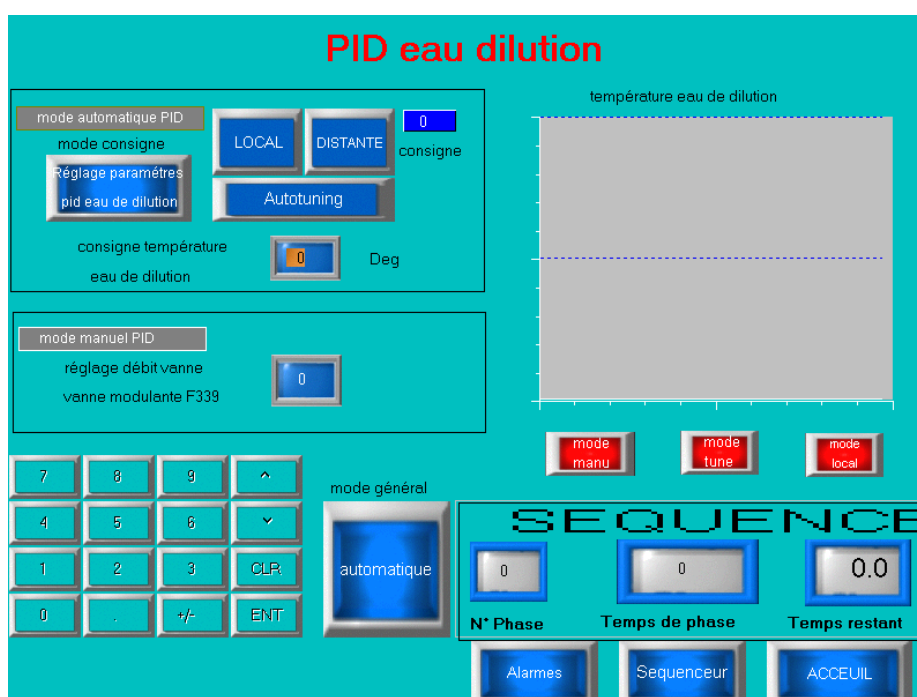 PID eau dilution
mode automatique PID
mode consigne
Réglage paramétres
pid eau de dilution
LOCAL
DISTANTE
0
consigne
Autotuning
consigne température
eau de dilution
0
Deg
mode manuel PID
réglage débit vanne
vanne modulante F339
0
température eau de dilution
mode
manu
mode
tune
mode
local
7 8 9 ^
4 5 6
1 2 3 CLR
0 . +/- ENT
mode général
automatique
SEQUENCE
0
N° Phase
0
Temps de phase
0.0
Temps restant
Alarmes
Sequenceur
ACCEUIL